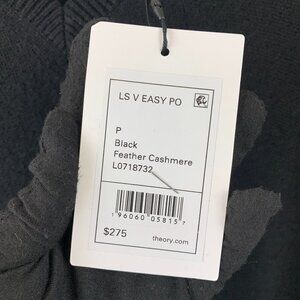 LS V EASY PO
P
Black
Feather Cashmere
L0718732
1 96060 05815 7
$275
theory.com